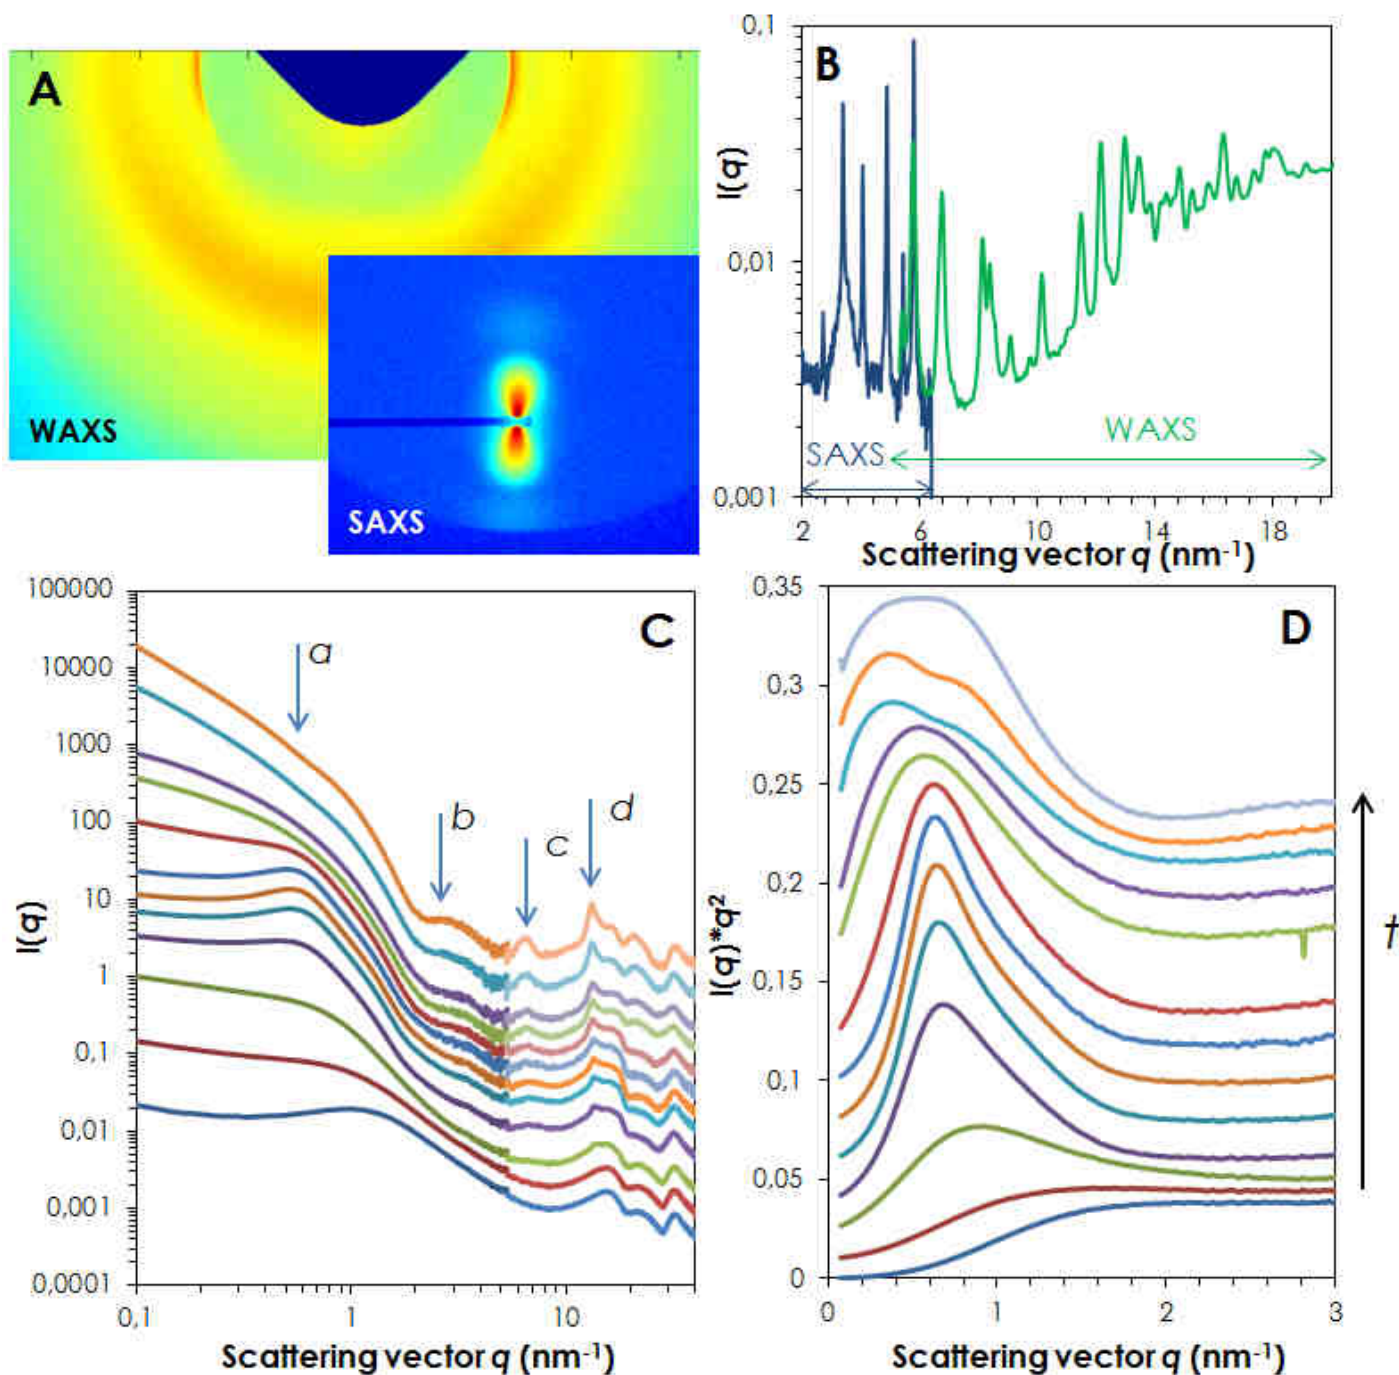 A
WAXS
SAXS
B
I(q)
0,1
0,01
0,001
WAXS
SAXS
2 6 10 14 18
Scattering vector q (nm-1)
C
I(q)
100000
10000
1000
100
10
1
0,1
0,01
0,001
0,0001
a
b
c
d
0,1 1 10
Scattering vector q (nm-1)
D
I(q)*q2
0,35
0,3
0,25
0,2
0,15
0,1
0,05
0
t
0 1 2 3
Scattering vector q (nm-1)